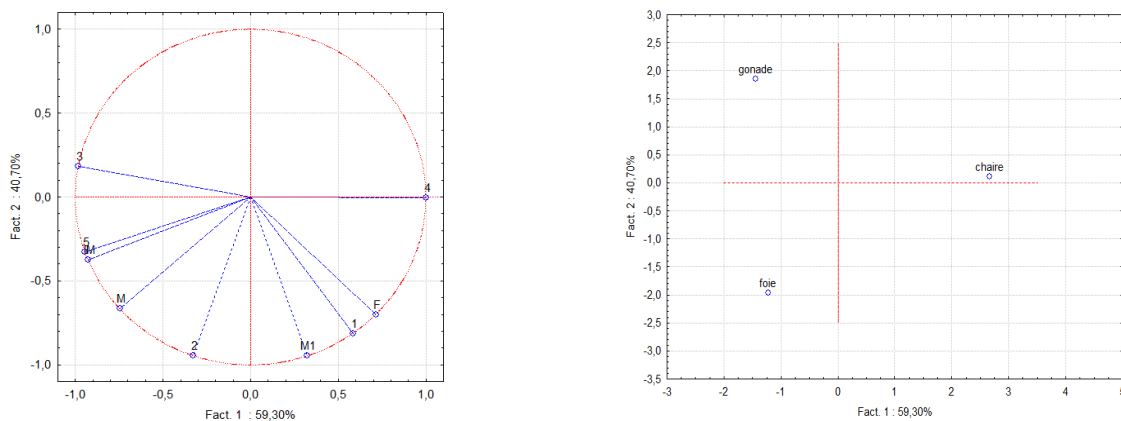 1,0
0,5
0,0
-0,5
-1,0
Fact. 2 : 40,70%
3
4
5
M
M
2
M1
1
F
-1,0 -0,5 0,0 0,5 1,0
Fact. 1 : 59,30%
3,0
2,5
2,0
1,5
1,0
0,5
0,0
-0,5
-1,0
-1,5
-2,0
-2,5
-3,0
-3,5
Fact. 2 : 40,70%
gonade
chaire
foie
-3 -2 -1 0 1 2 3 4 5
Fact. 1 : 59,30%